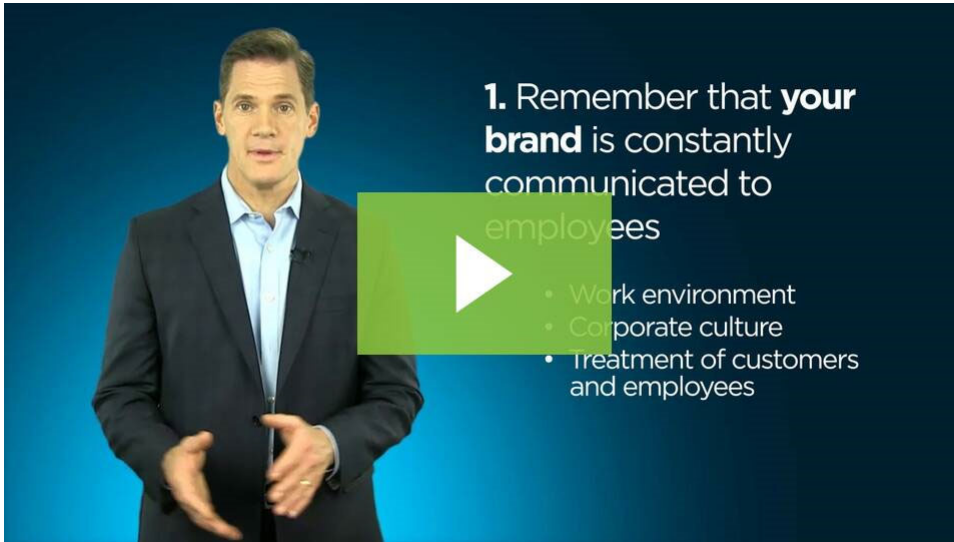 1. Remember that your
brand is constantly
communicated to
employees
• Work environment
• Corporate culture
• Treatment of customers
and employees